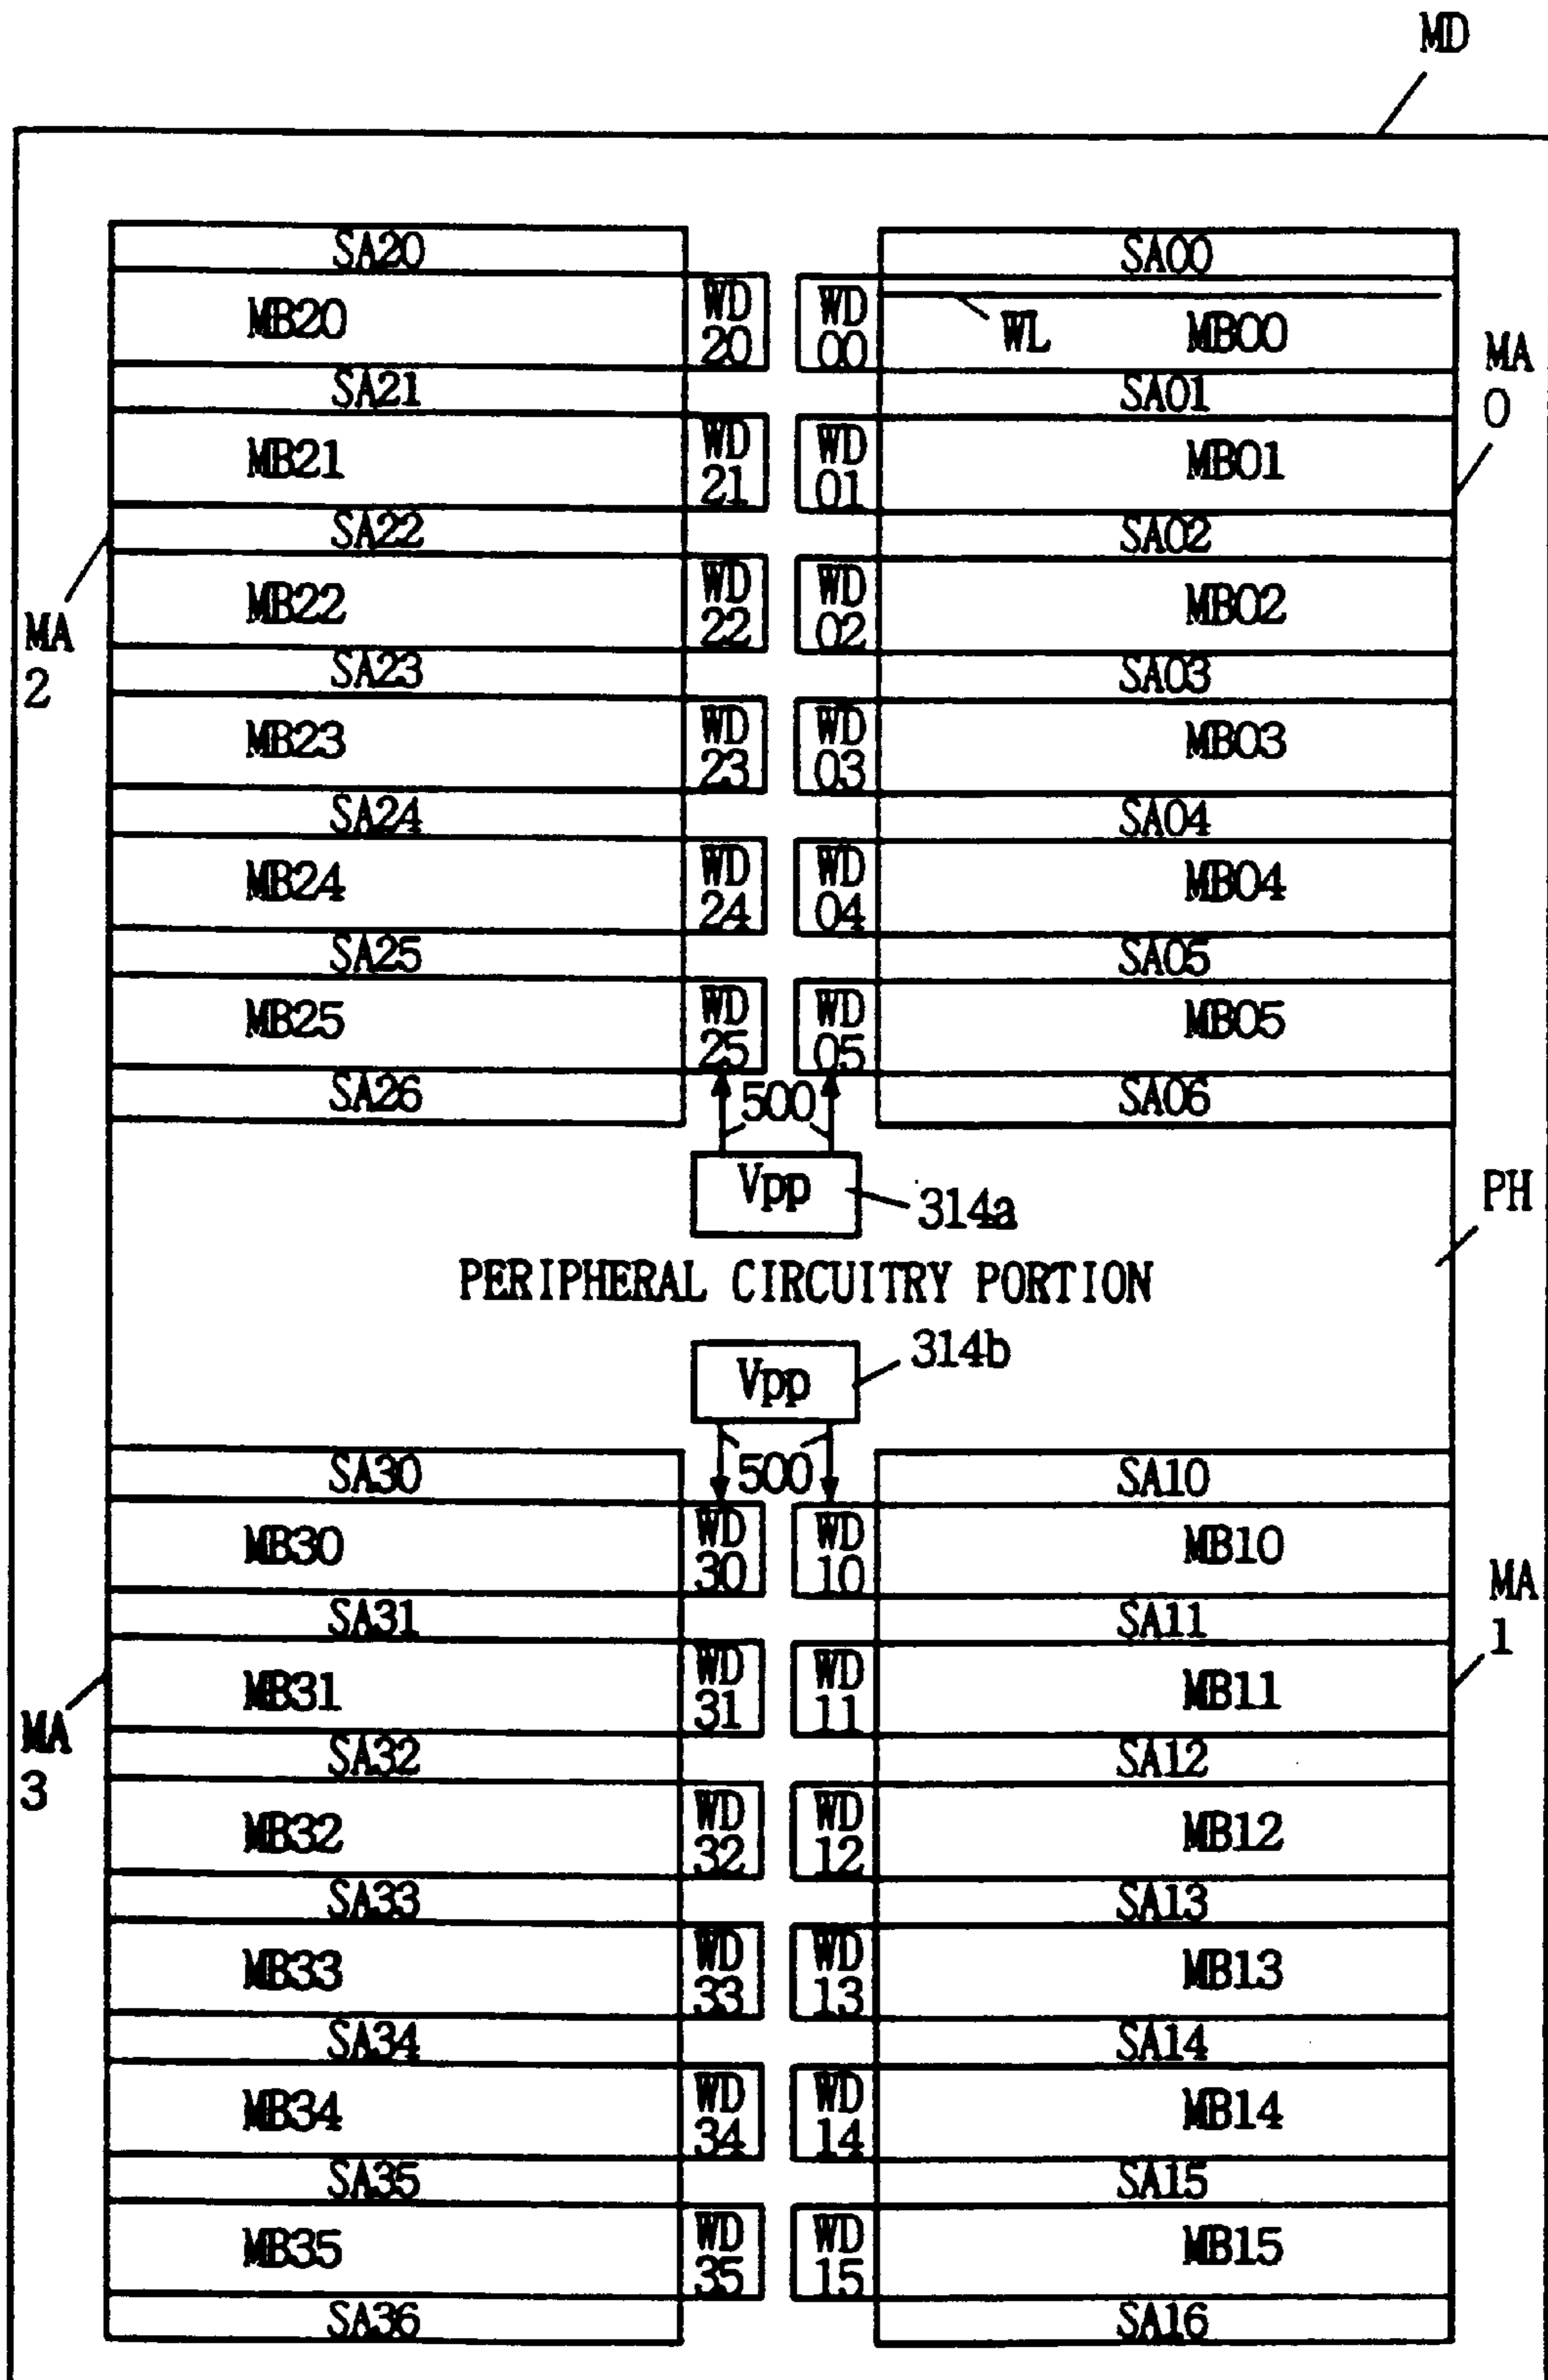 MD
SA20
SA00
MB20
WD
20
WD
00
WL
MB00
MA
0
SA21
SA01
MB21
WD
21
WD
01
MB01
SA22
SA02
MB22
WD
22
WD
02
MB02
MA
2
SA23
SA03
MB23
WD
23
WD
03
MB03
SA24
SA04
MB24
WD
24
WD
04
MB04
SA25
SA05
MB25
WD
25
WD
05
MB05
SA26
500
SA06
Vpp
314a
PH
PERIPHERAL CIRCUITRY PORTION
Vpp
314b
SA30
500
SA10
MB30
WD
30
WD
10
MB10
MA
1
SA31
SA11
MB31
WD
31
WD
11
MB11
MA
3
SA32
SA12
MB32
WD
32
WD
12
MB12
SA33
SA13
MB33
WD
33
WD
13
MB13
SA34
SA14
MB34
WD
34
WD
14
MB14
SA35
SA15
MB35
WD
35
WD
15
MB15
SA36
SA16